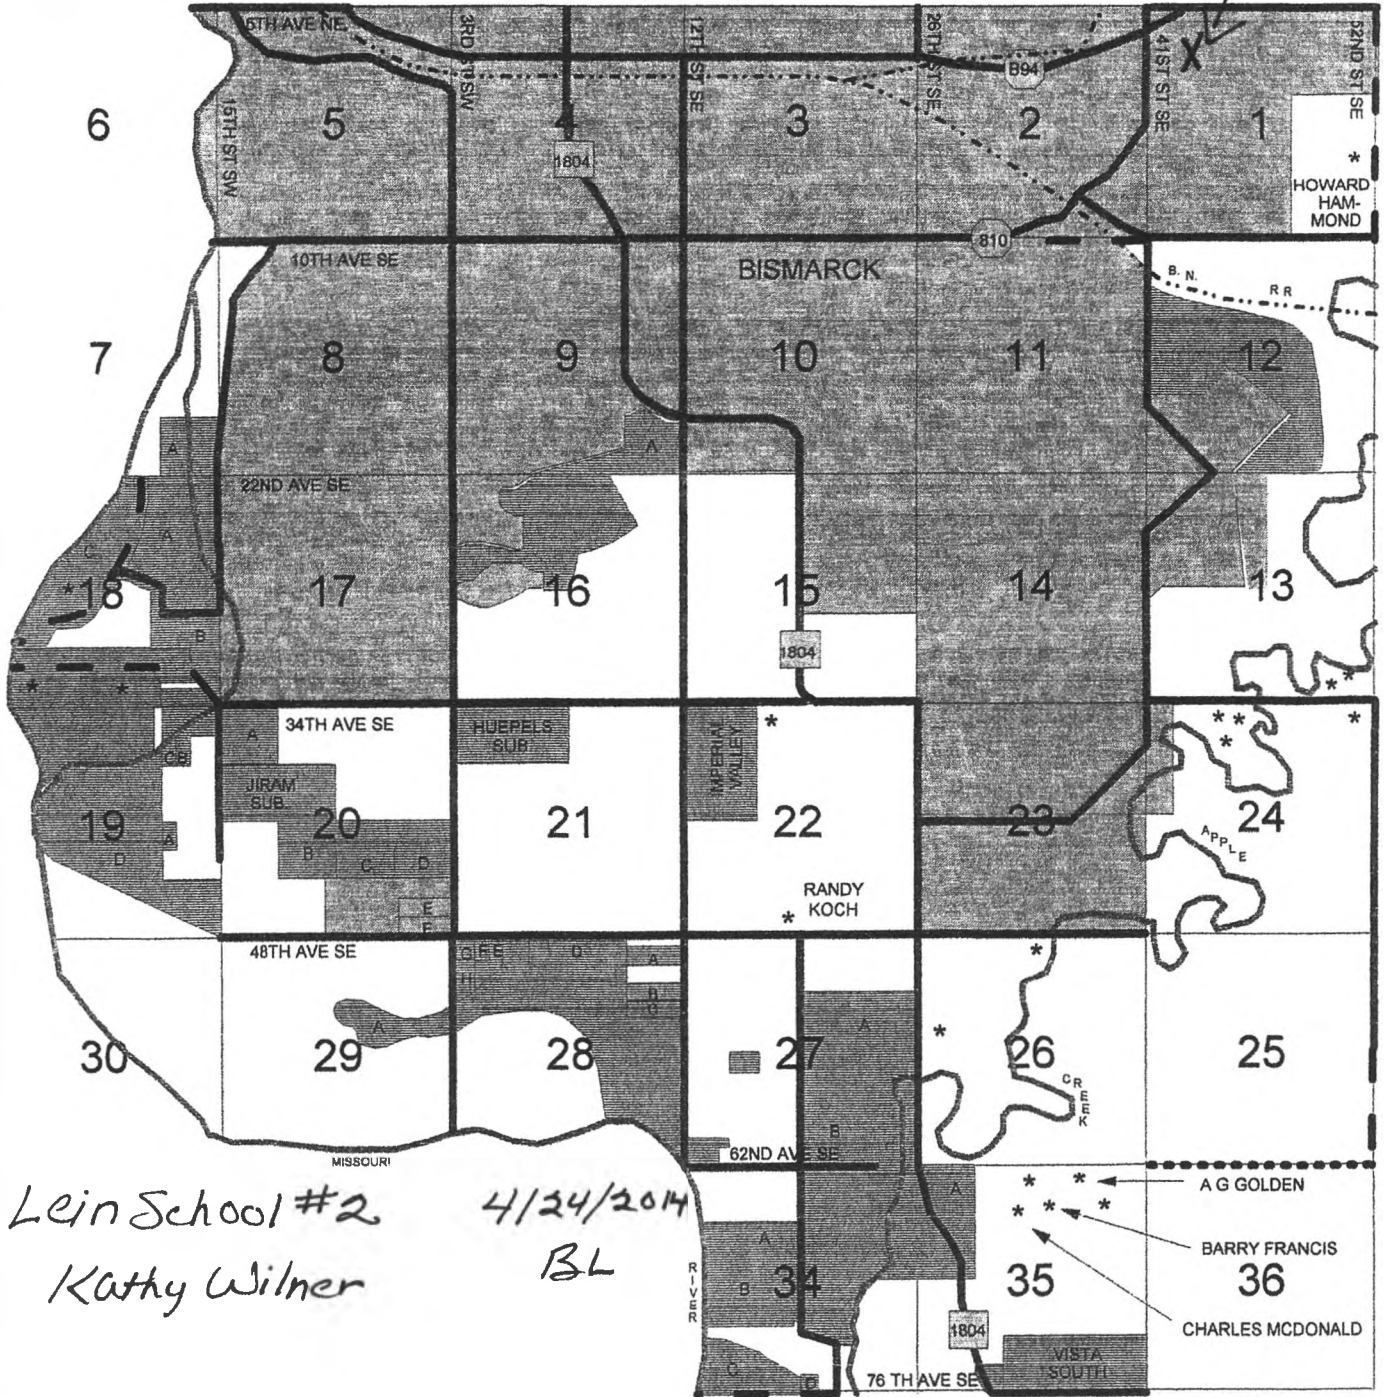 5TH AVE NE
3RD ST SW
12TH ST SE
26TH ST SE
B94
41ST ST SE
X
52ND ST SE
6
5
15TH ST SW
4
1804
3
2
1
*
HOWARD
HAM-
MOND
10TH AVE SE
BISMARCK
810
B. N.
R R
7
8
9
10
11
12
A
A
22ND AVE SE
C
A
* 18
17
16
15
14
13
B
1804
* *
* *
34TH AVE SE
A
HUEPELS
SUB
IMPERIAL
VALLEY
*
* *
*
*
CB
JIRAM
SUB
19
20
21
22
23
24
A
D
B
C
D
APPLE
RANDY
KOCH
*
E
F
48TH AVE SE
G F E
D
A
H
B
C
*
A
A
*
30
29
28
27
26
25
CREEK
B
MISSOURI
62ND AVE SE
Lein School #2
4/24/2014
Kathy Wilner
BL
A
* *
A G GOLDEN
* * *
BARRY FRANCIS
A
RIVER
B
34
35
36
1804
CHARLES MCDONALD
VISTA
SOUTH
C
C
76 TH AVE SE